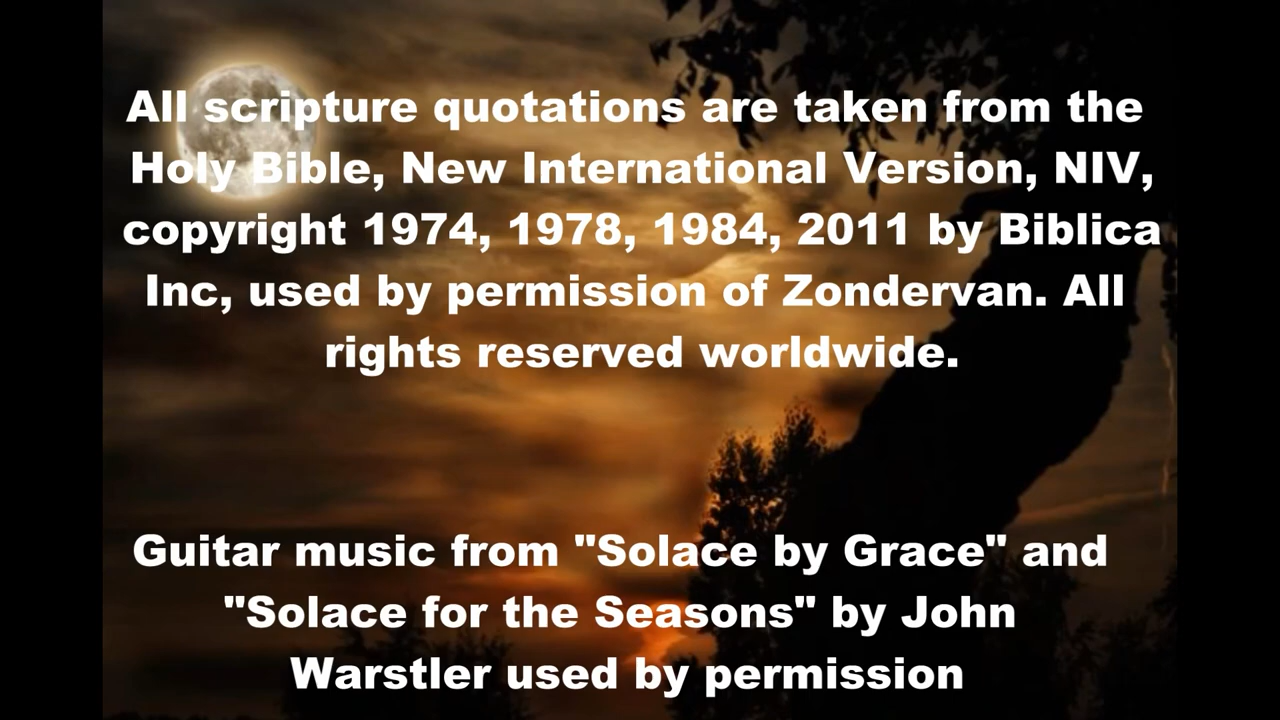 All scripture quotations are taken from the
Holy Bible, New International Version, NIV,
copyright 1974, 1978, 1984, 2011 by Biblica
Inc, used by permission of Zondervan. All
rights reserved worldwide.
Guitar music from "Solace by Grace" and
"Solace for the Seasons" by John
Warstler used by permission